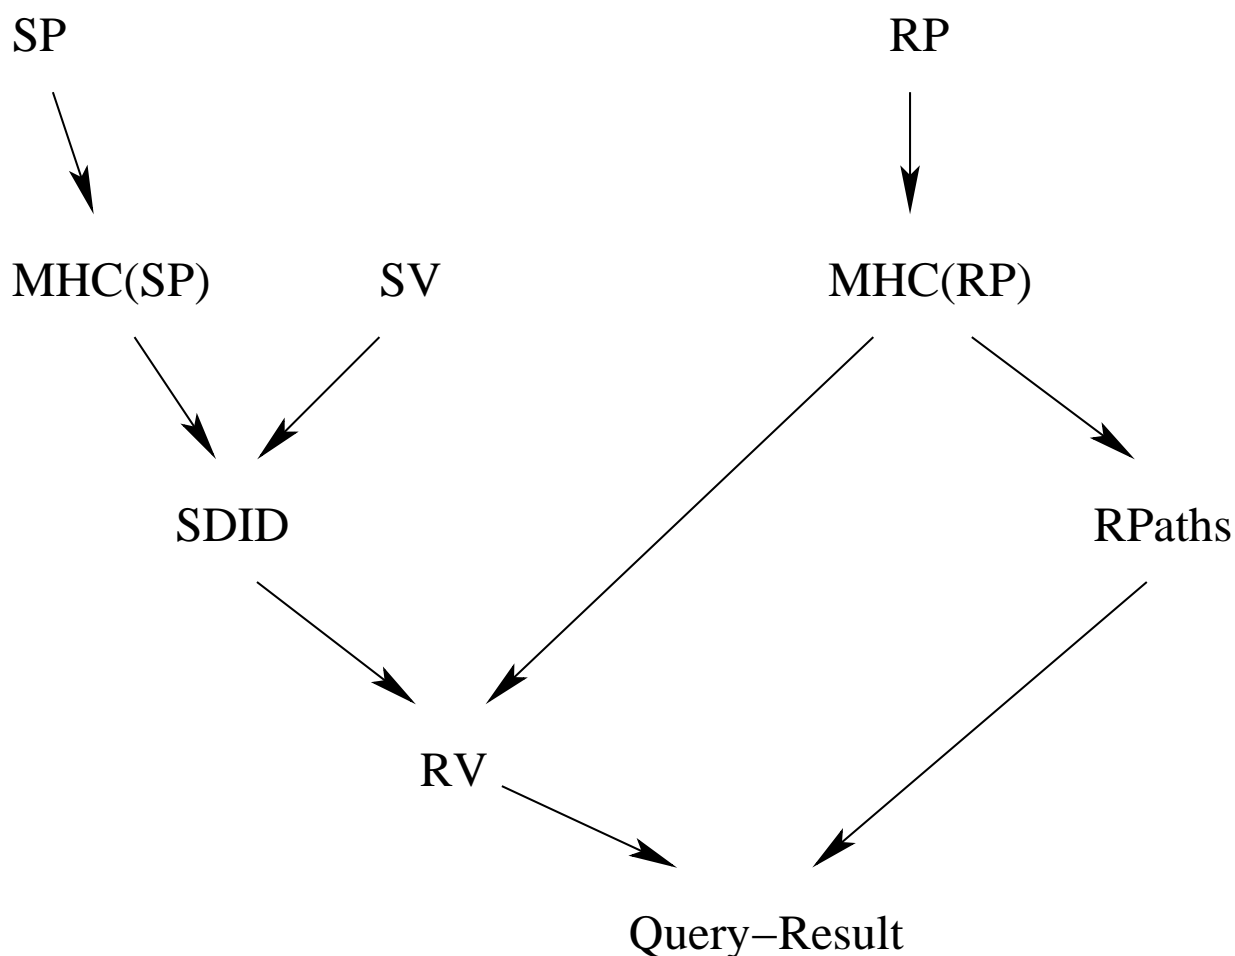 SP
RP
MHC(SP)
SV
MHC(RP)
SDID
RPaths
RV
Query−Result